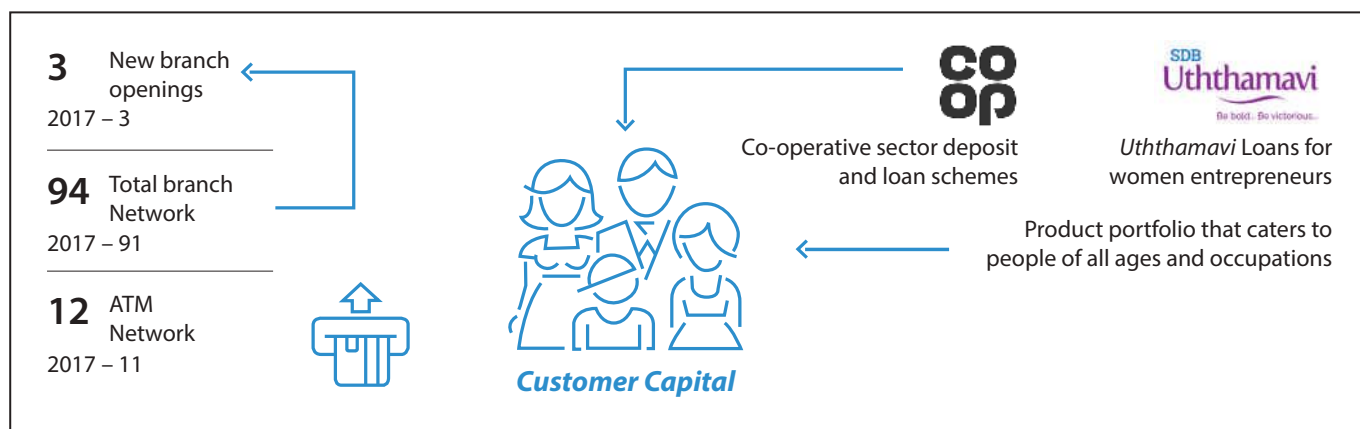 3 New branch
openings
2017 – 3
94 Total branch
Network
2017 – 91
12 ATM
Network
2017 – 11
Customer Capital
co
op
Co-operative sector deposit
and loan schemes
SDB
Uththamavi
Be bold.. Be victorious...
Uththamavi Loans for
women entrepreneurs
Product portfolio that caters to
people of all ages and occupations